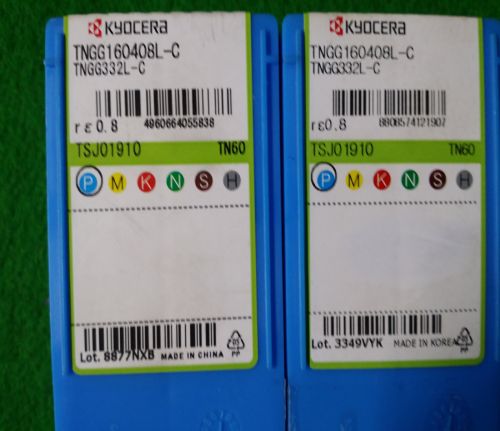 KYOCERA
TNGG160408L-C
TNGG332L-C
rε0.8
4960664055838
TSJ01910 TN60
P M K N S H
Lot. 8877NXB MADE IN CHINA
PP
KYOCERA
TNGG160408L-C
TNGG332L-C
rε0.8
8808574121907
TSJ01910 TN60
P M K N S H
Lot. 3349VYK MADE IN KOREA
PP